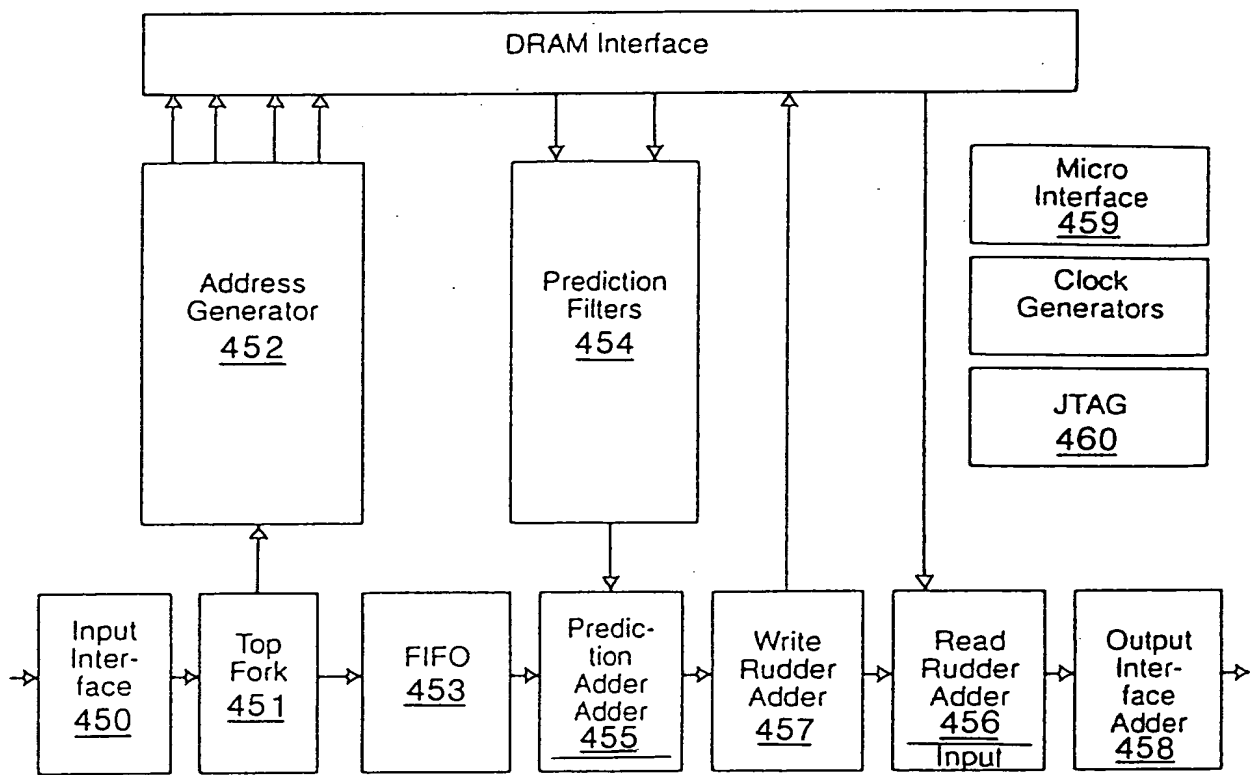 DRAM Interface
Micro
Interface
459
Clock
Generators
JTAG
460
Address
Generator
452
Prediction
Filters
454
Input
Inter-
face
450
Top
Fork
451
FIFO
453
Predic-
tion
Adder
Adder
455
Write
Rudder
Adder
457
Read
Rudder
Adder
456
Input
Output
Inter-
face
Adder
458